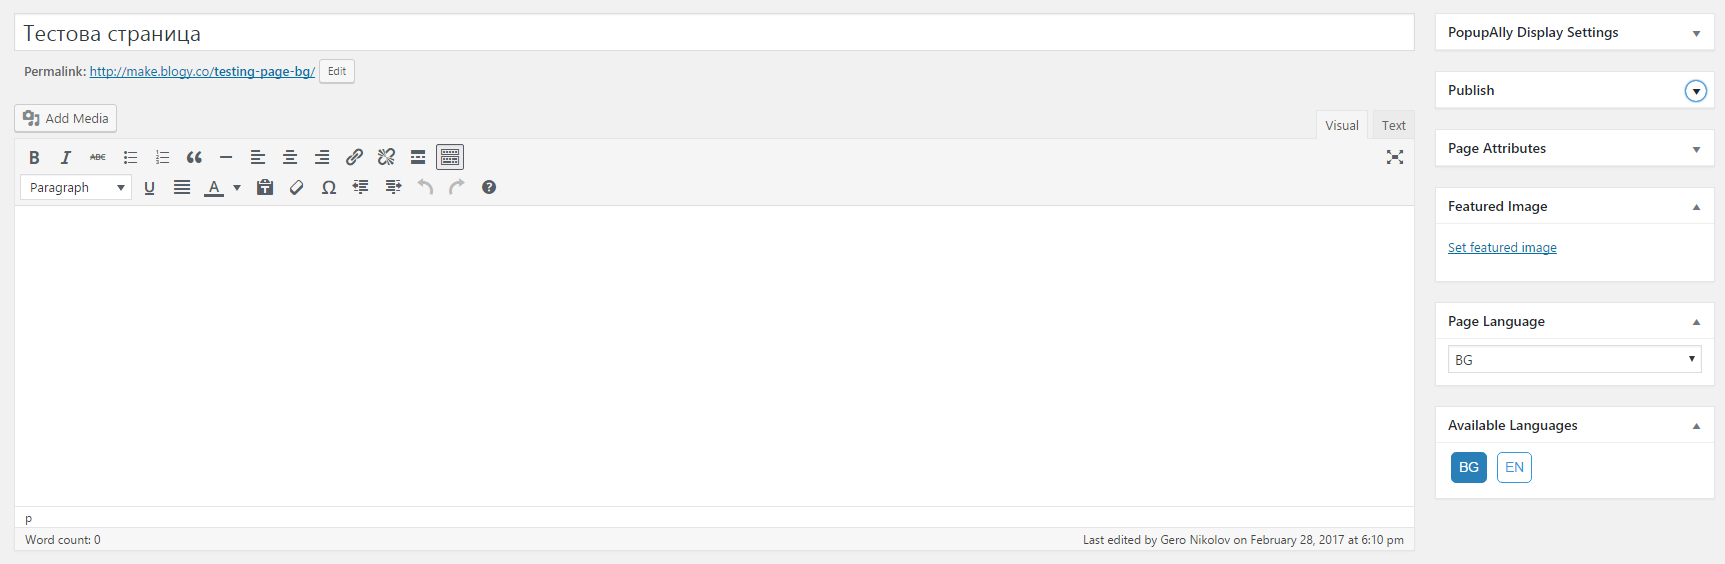 Тестова страница
Permalink: http://make.blogy.co/testing-page-bg/ Edit
Add Media
Visual Text
B I ABC
Paragraph U A Ω
p
Word count: 0
Last edited by Gero Nikolov on February 28, 2017 at 6:10 pm
PopupAlly Display Settings
Publish
Page Attributes
Featured Image
Set featured image
Page Language
BG
Available Languages
BG EN